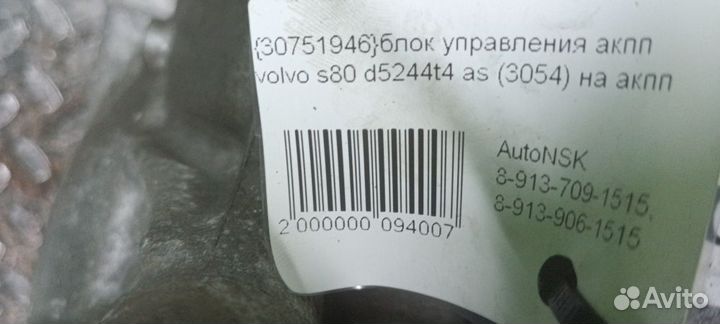 {30751946}блок управления акпп
volvo s80 d5244t4 as (3054) на акпп
AutoNSK
8-913-709-1515,
8-913-906-1515
2 000000 094007
Avito